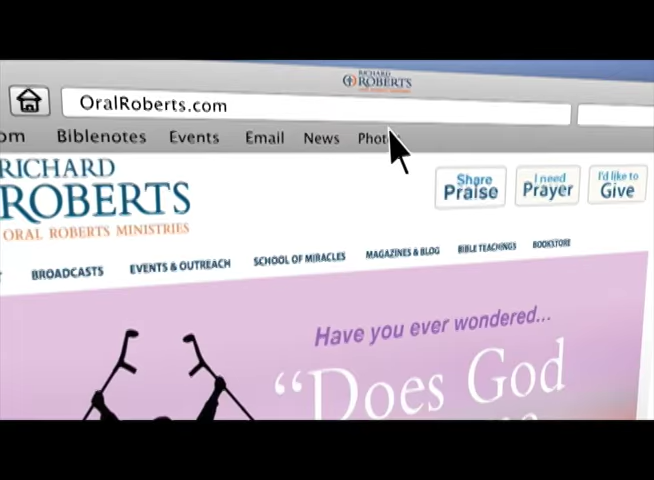 RICHARD
ROBERTS
OralRoberts.com
Biblenotes Events Email News
RICHARD
ROBERTS
ORAL ROBERTS MINISTRIES
Share
Praise
I need
Prayer
I'd like to
Give
BROADCASTS EVENTS & OUTREACH SCHOOL OF MIRACLES MAGAZINES & BLOG BIBLE TEACHINGS BOOKSTORE
Have you ever wondered...
“Does God